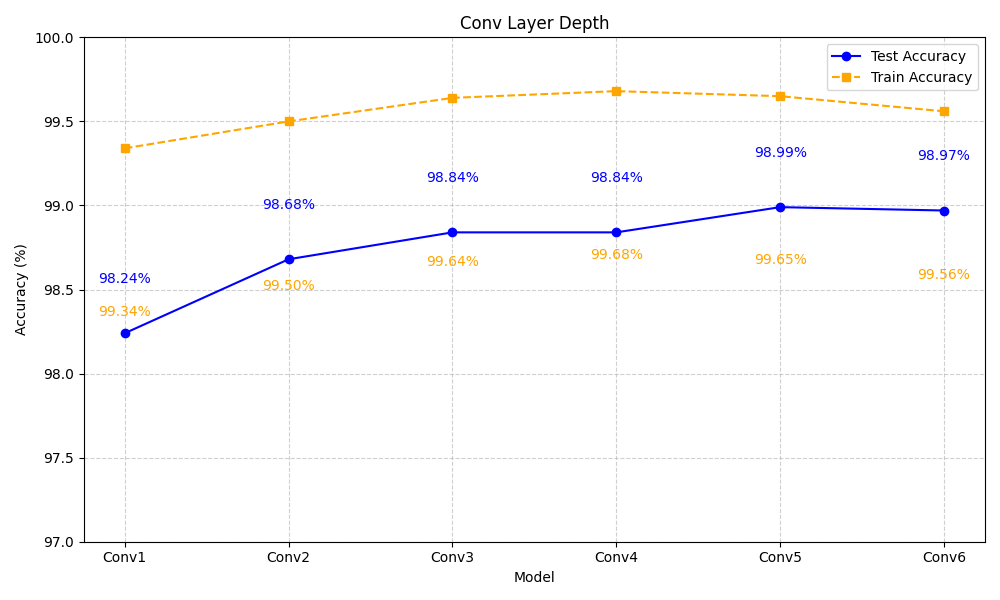 Conv Layer Depth
Test Accuracy
Train Accuracy
Accuracy (%)
100.0
99.5
99.0
98.5
98.0
97.5
97.0
98.24%
98.68%
98.84%
98.84%
98.99%
98.97%
99.34%
99.50%
99.64%
99.68%
99.65%
99.56%
Conv1
Conv2
Conv3
Conv4
Conv5
Conv6
Model